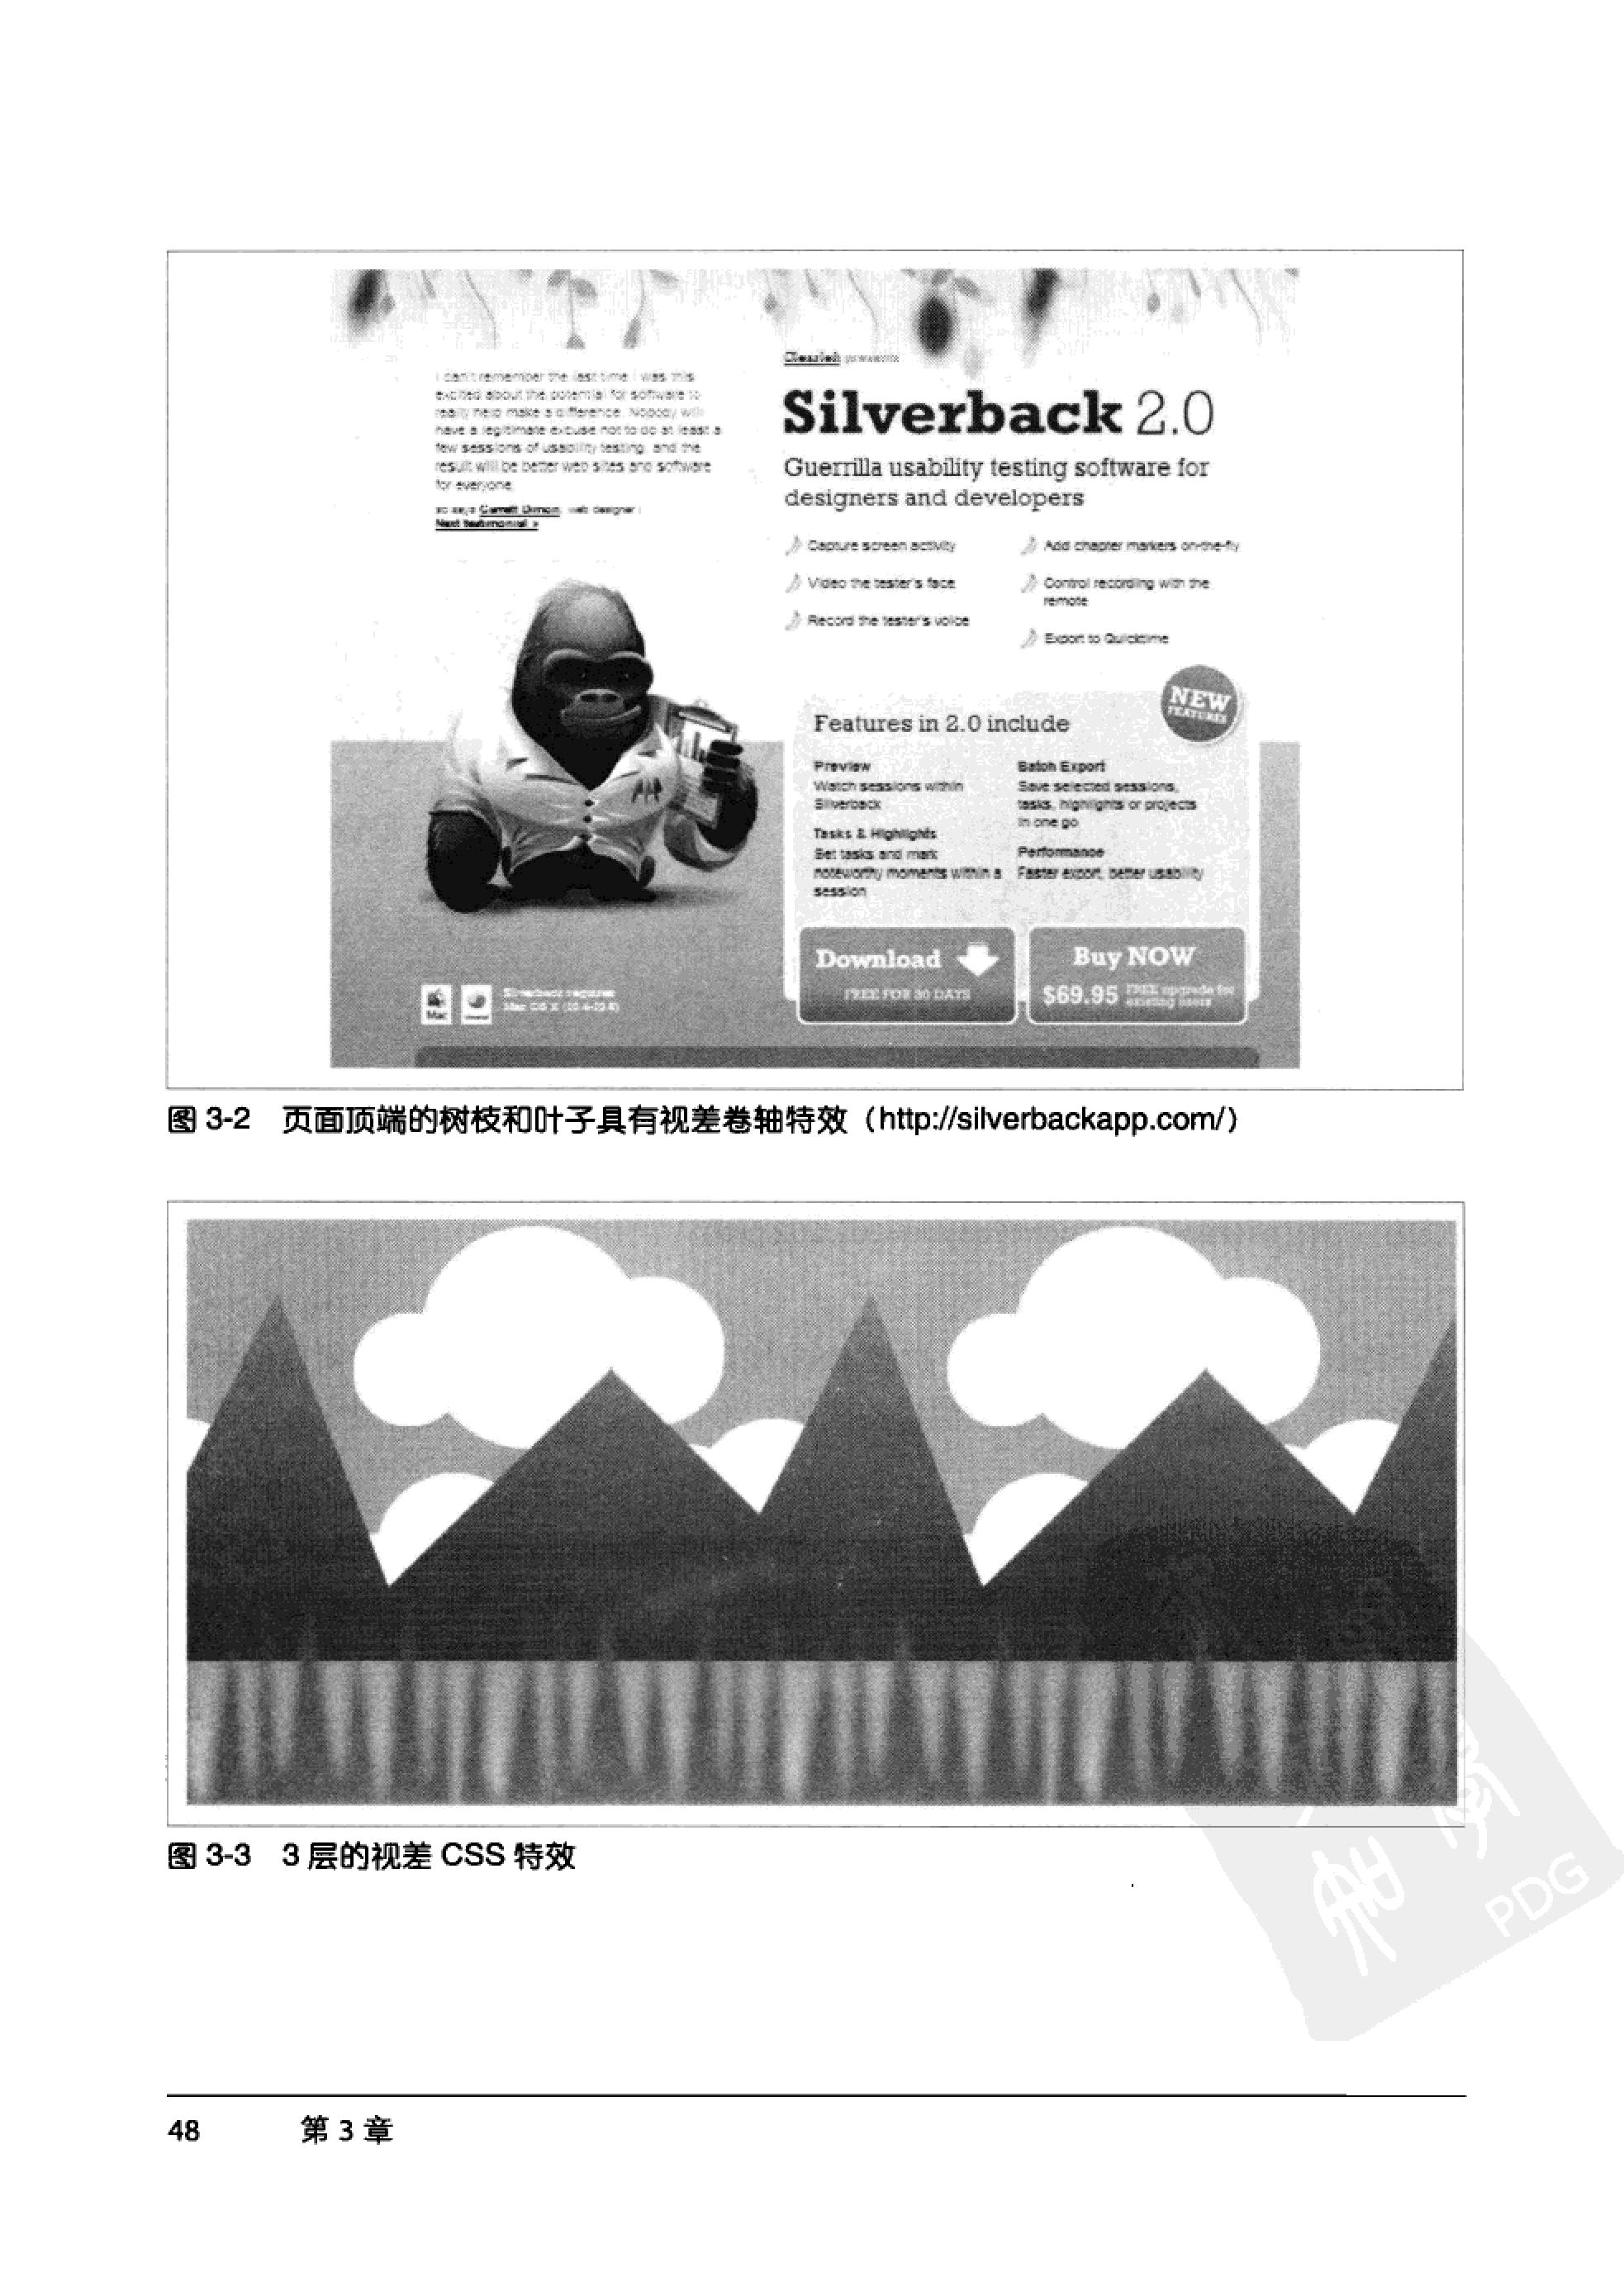 I can't remember the last time I was this
excited about the potential for software to
really help make a difference. Nobody will
have a legitimate excuse not to do at least a
few sessions of usability testing, and the
result will be better web sites and software
for everyone.
so says Garrett Dimon, web designer
Next testimonial »
Clearleft presents
Silverback 2.0
Guerrilla usability testing software for
designers and developers
Capture screen activity
Video the tester's face
Record the tester's voice
Add chapter markers on-the-fly
Control recording with the
remote
Export to Quicktime
NEW
FEATURES
Features in 2.0 include
Preview
Watch sessions within
Silverback
Tasks & Highlights
Set tasks and mark
noteworthy moments within a
session
Batch Export
Save selected sessions,
tasks, highlights or projects
in one go
Performance
Faster export, better usability
Download
FREE FOR 30 DAYS
Buy NOW
$69.95 FREE upgrade for
existing users
Mac
Silverback requires
Mac OS X
图 3-2 页面顶端的树枝和叶子具有视差卷轴特效（http://silverbackapp.com/）
图 3-3 3 层的视差 CSS 特效
PDG
48 第 3 章